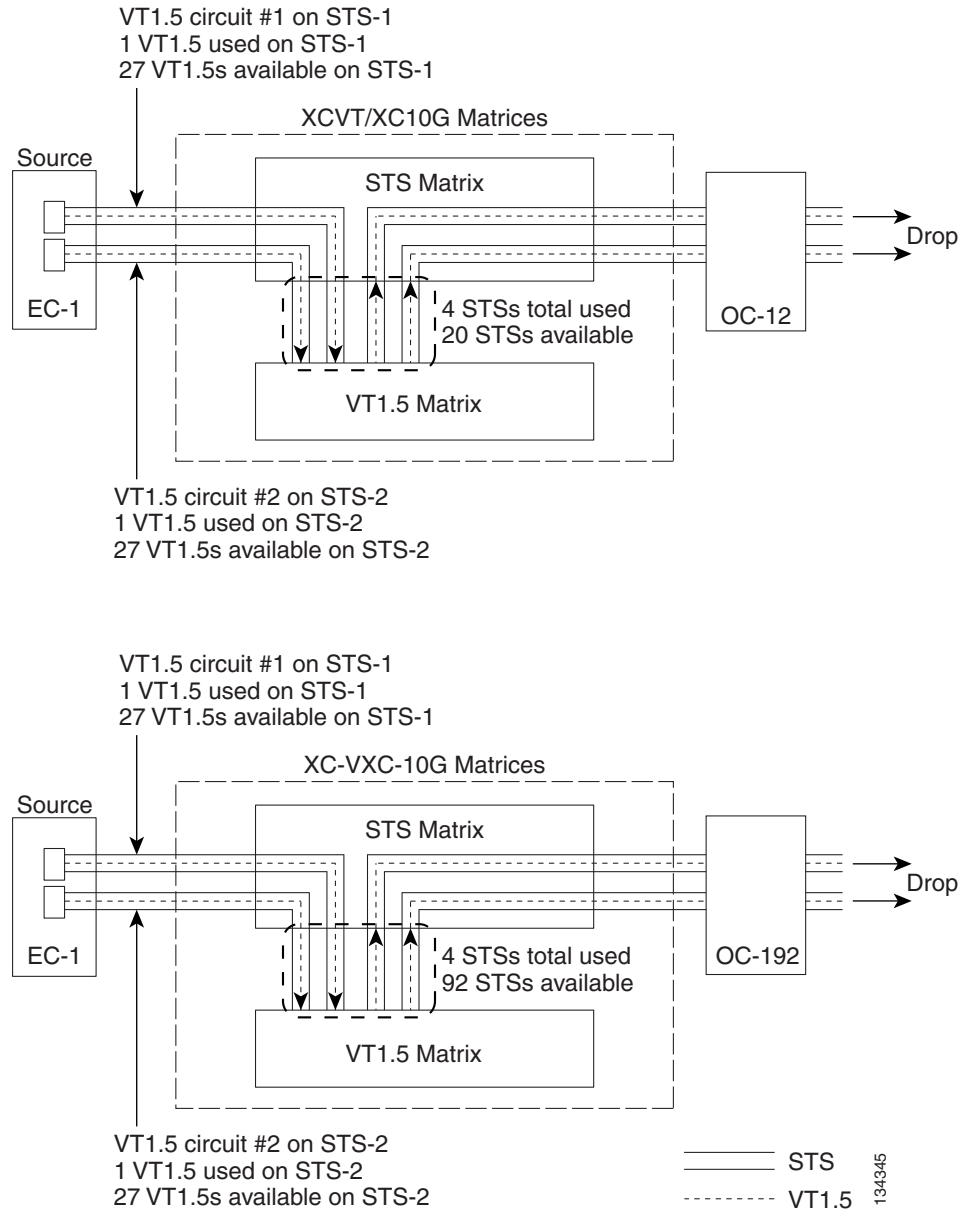 VT1.5 circuit #1 on STS-1
1 VT1.5 used on STS-1
27 VT1.5s available on STS-1
XCVT/XC10G Matrices
Source
STS Matrix
Drop
EC-1
4 STSs total used
20 STSs available
OC-12
VT1.5 Matrix
VT1.5 circuit #2 on STS-2
1 VT1.5 used on STS-2
27 VT1.5s available on STS-2
VT1.5 circuit #1 on STS-1
1 VT1.5 used on STS-1
27 VT1.5s available on STS-1
XC-VXC-10G Matrices
Source
STS Matrix
Drop
EC-1
4 STSs total used
92 STSs available
OC-192
VT1.5 Matrix
VT1.5 circuit #2 on STS-2
1 VT1.5 used on STS-2
27 VT1.5s available on STS-2
STS
VT1.5
134345